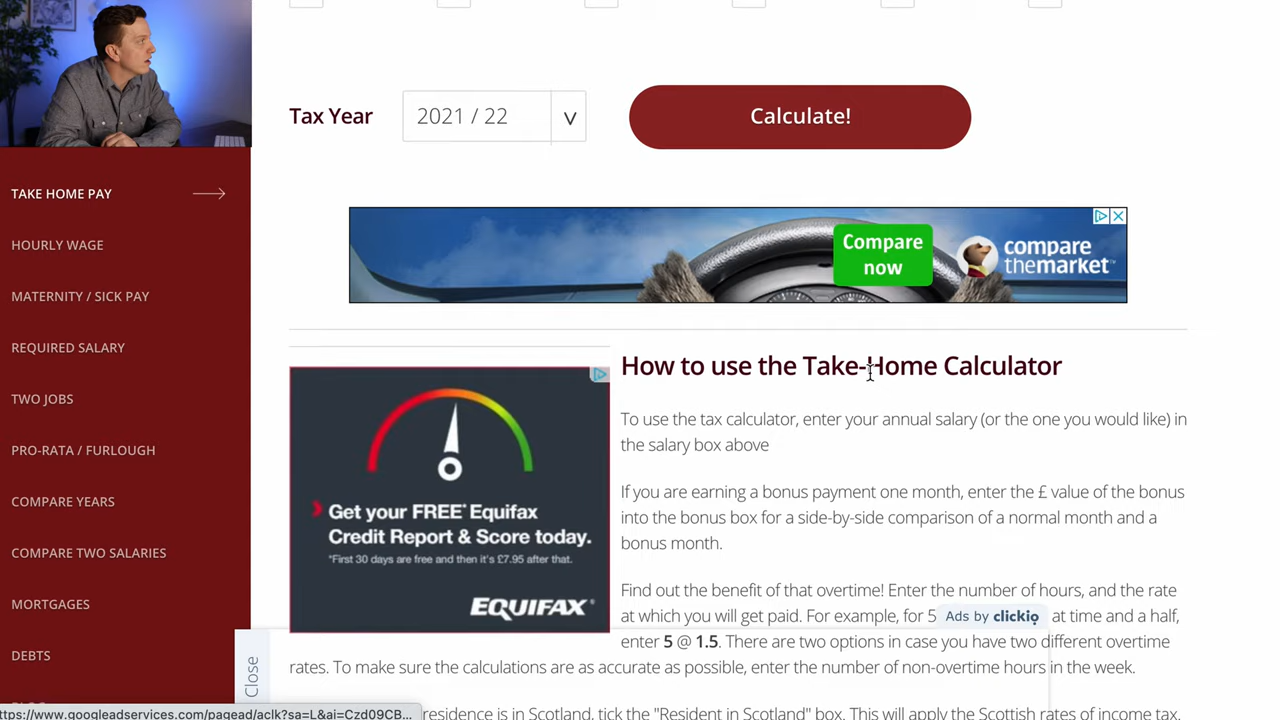 Tax Year
2021 / 22
v
Calculate!
TAKE HOME PAY
HOURLY WAGE
MATERNITY / SICK PAY
REQUIRED SALARY
TWO JOBS
PRO-RATA / FURLOUGH
COMPARE YEARS
COMPARE TWO SALARIES
MORTGAGES
DEBTS
Compare
now
compare
themarket
How to use the Take-Home Calculator
To use the tax calculator, enter your annual salary (or the one you would like) in
the salary box above
If you are earning a bonus payment one month, enter the £ value of the bonus
into the bonus box for a side-by-side comparison of a normal month and a
bonus month.
Get your FREE* Equifax
Credit Report & Score today.
*First 30 days are free and then it's £7.95 after that.
EQUIFAX
Find out the benefit of that overtime! Enter the number of hours, and the rate
at which you will get paid. For example, for 5 at time and a half,
Ads by clickio
enter 5 @ 1.5. There are two options in case you have two different overtime
rates. To make sure the calculations are as accurate as possible, enter the number of non-overtime hours in the week.
Close
ttps://www.googleadservices.com/pagead/aclk?sa=L&ai=Czd09CB...
residence is in Scotland, tick the "Resident in Scotland" box. This will apply the Scottish rates of income tax.